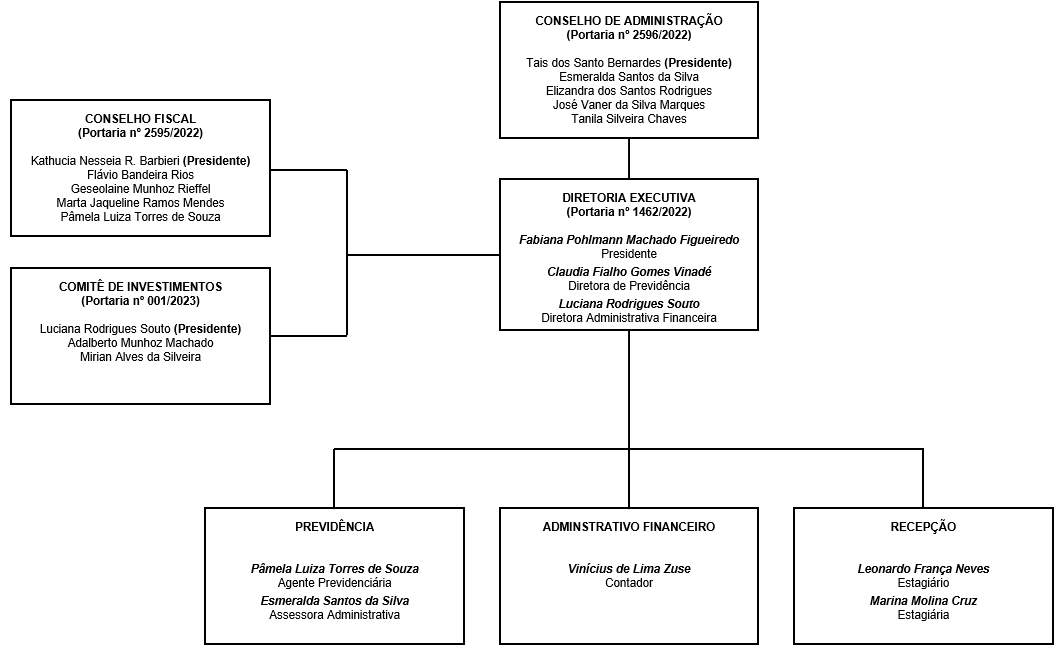 CONSELHO DE ADMINISTRAÇÃO
(Portaria nº 2596/2022)
Tais dos Santo Bernardes (Presidente)
Esmeralda Santos da Silva
Elizandra dos Santos Rodrigues
José Vaner da Silva Marques
Tanila Silveira Chaves
CONSELHO FISCAL
(Portaria nº 2595/2022)
Kathucia Nesseia R. Barbieri (Presidente)
Flávio Bandeira Rios
Geseolaine Munhoz Rieffel
Marta Jaqueline Ramos Mendes
Pâmela Luiza Torres de Souza
DIRETORIA EXECUTIVA
(Portaria nº 1462/2022)
Fabiana Pohlmann Machado Figueiredo
Presidente
Claudia Fialho Gomes Vinadé
Diretora de Previdência
Luciana Rodrigues Souto
Diretora Administrativa Financeira
COMITÊ DE INVESTIMENTOS
(Portaria nº 001/2023)
Luciana Rodrigues Souto (Presidente)
Adalberto Munhoz Machado
Mirian Alves da Silveira
PREVIDÊNCIA
Pâmela Luiza Torres de Souza
Agente Previdenciária
Esmeralda Santos da Silva
Assessora Administrativa
ADMINSTRATIVO FINANCEIRO
Vinícius de Lima Zuse
Contador
RECEPÇÃO
Leonardo França Neves
Estagiário
Marina Molina Cruz
Estagiária